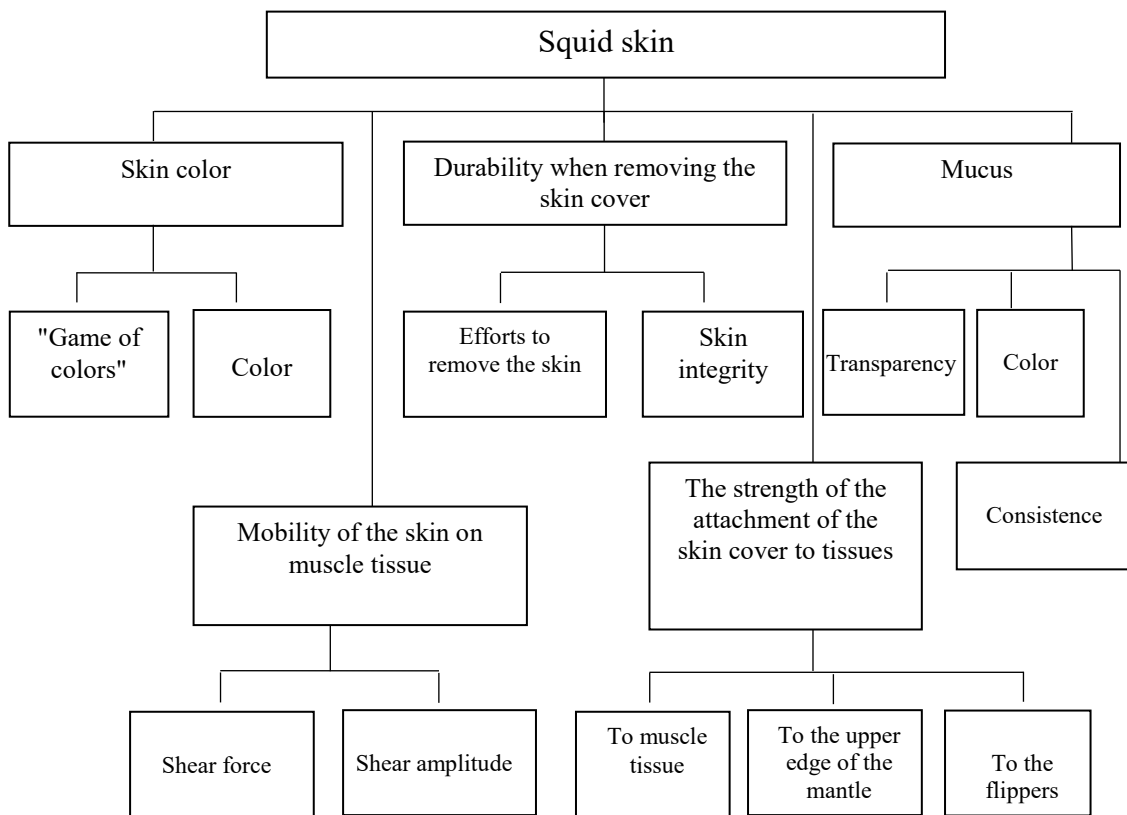 Squid skin
Skin color
Durability when removing the
skin cover
Mucus
"Game of
colors"
Color
Efforts to
remove the skin
Skin
integrity
Transparency
Color
Mobility of the skin on
muscle tissue
The strength of the
attachment of the
skin cover to tissues
Consistence
Shear force
Shear amplitude
To muscle
tissue
To the upper
edge of the
mantle
To the
flippers